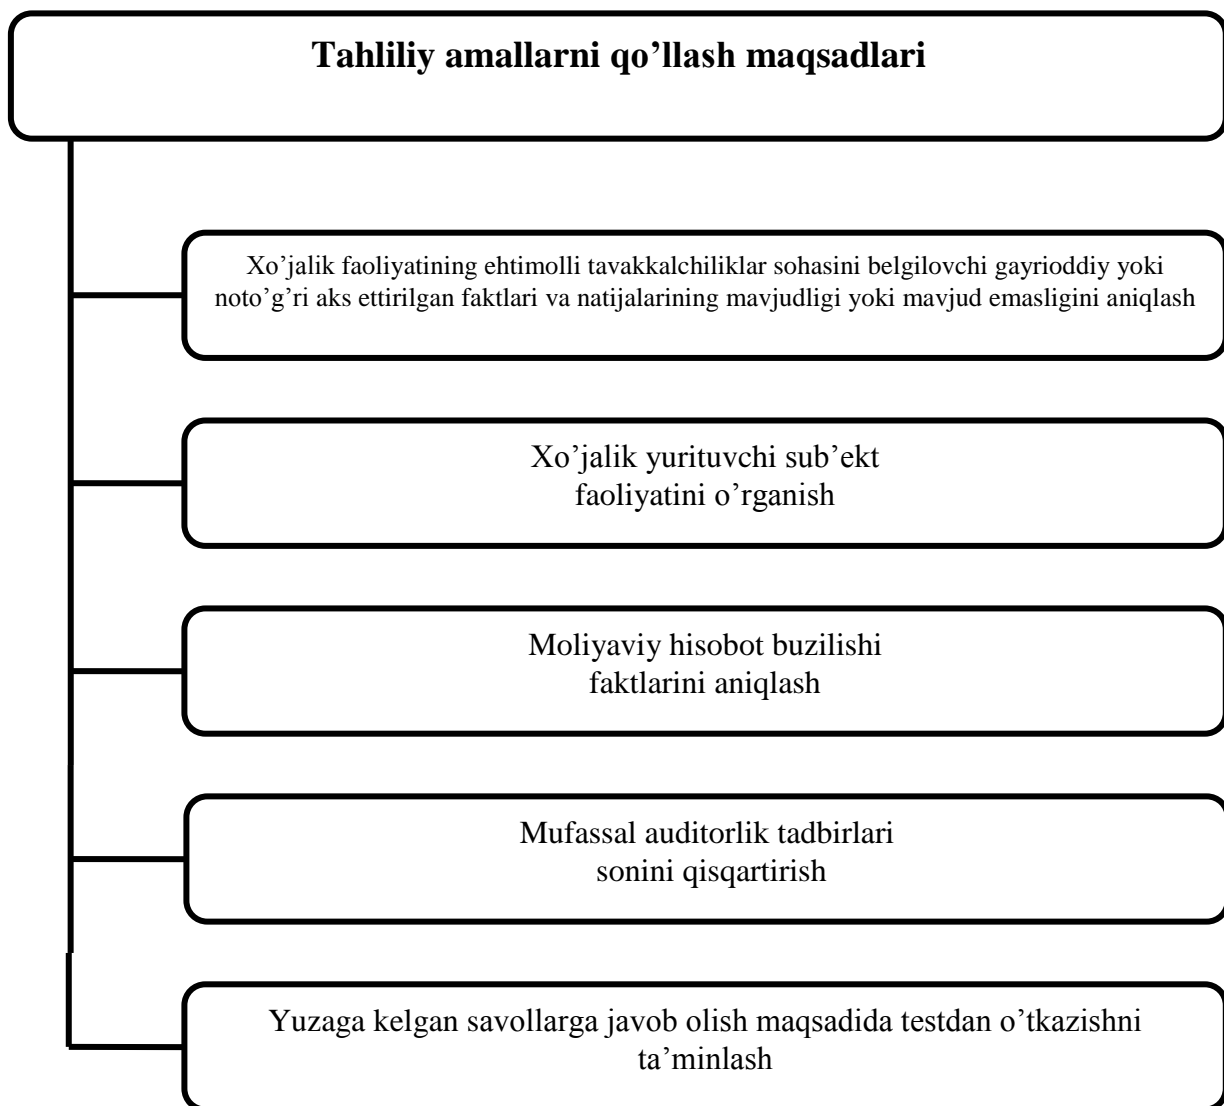 Tahliliy amallarni qo’llash maqsadlari
Xo’jalik faoliyatining ehtimolli tavakkalchiliklar sohasini belgilovchi gayrioddiy yoki
noto’g’ri aks ettirilgan faktlari va natijalarining mavjudligi yoki mavjud emasligini aniqlash
Xo’jalik yurituvchi sub’ekt
faoliyatini o’rganish
Moliyaviy hisobot buzilishi
faktlarini aniqlash
Mufassal auditorlik tadbirlari
sonini qisqartirish
Yuzaga kelgan savollarga javob olish maqsadida testdan o’tkazishni
ta’minlash